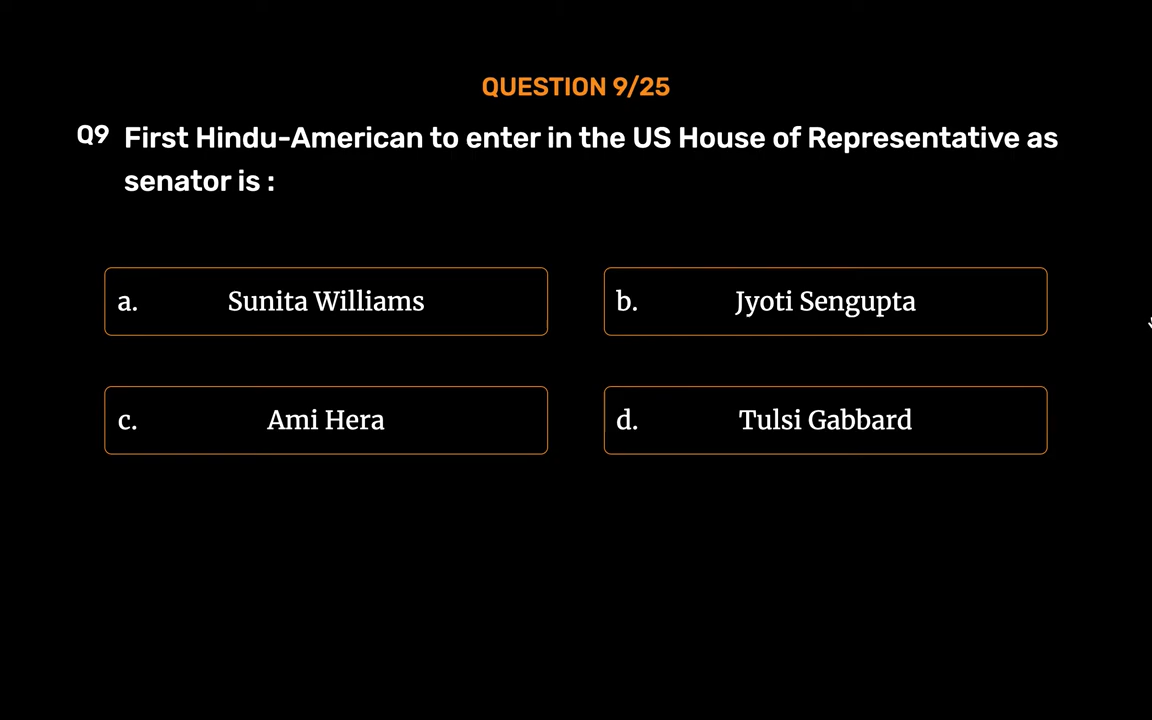 QUESTION 9/25
Q9 First Hindu-American to enter in the US House of Representative as
senator is :
a. Sunita Williams
b. Jyoti Sengupta
c. Ami Hera
d. Tulsi Gabbard